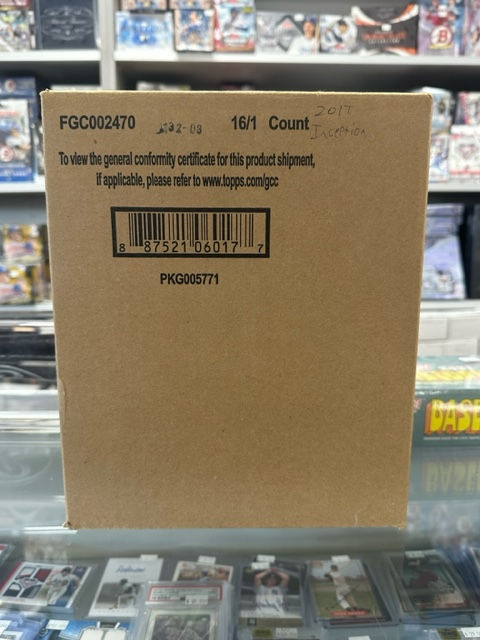 FGC002470 16/1 Count 2017
Inception
To view the general conformity certificate for this product shipment,
if applicable, please refer to www.topps.com/gcc
8 87521 06017 7
PKG005771
BASE